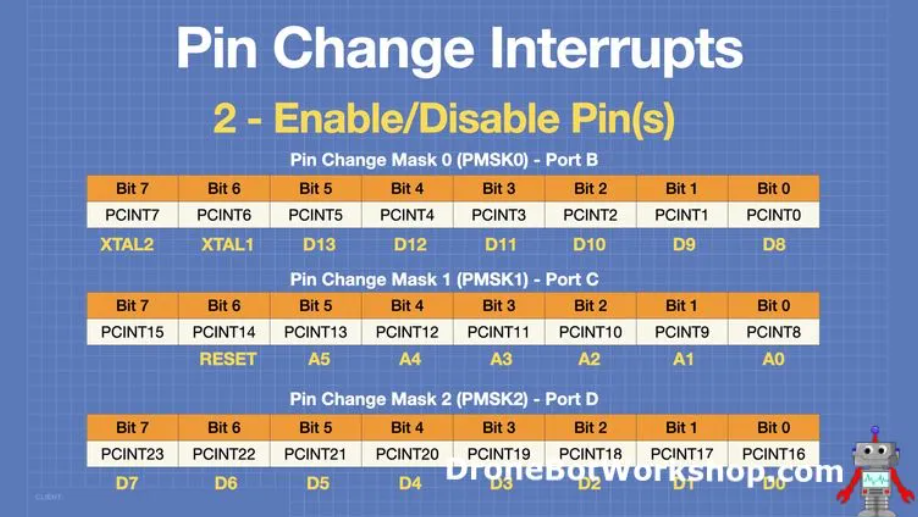 Pin Change Interrupts
2 - Enable/Disable Pin(s)
Pin Change Mask 0 (PMSK0) - Port B
Bit 7 Bit 6 Bit 5 Bit 4 Bit 3 Bit 2 Bit 1 Bit 0
PCINT7 PCINT6 PCINT5 PCINT4 PCINT3 PCINT2 PCINT1 PCINT0
XTAL2 XTAL1 D13 D12 D11 D10 D9 D8
Pin Change Mask 1 (PMSK1) - Port C
Bit 7 Bit 6 Bit 5 Bit 4 Bit 3 Bit 2 Bit 1 Bit 0
PCINT15 PCINT14 PCINT13 PCINT12 PCINT11 PCINT10 PCINT9 PCINT8
RESET A5 A4 A3 A2 A1 A0
Pin Change Mask 2 (PMSK2) - Port D
Bit 7 Bit 6 Bit 5 Bit 4 Bit 3 Bit 2 Bit 1 Bit 0
PCINT23 PCINT22 PCINT21 PCINT20 PCINT19 PCINT18 PCINT17 PCINT16
DroneBotWorkshop.com
D7 D6 D5 D4 D3 D2 D1 D0